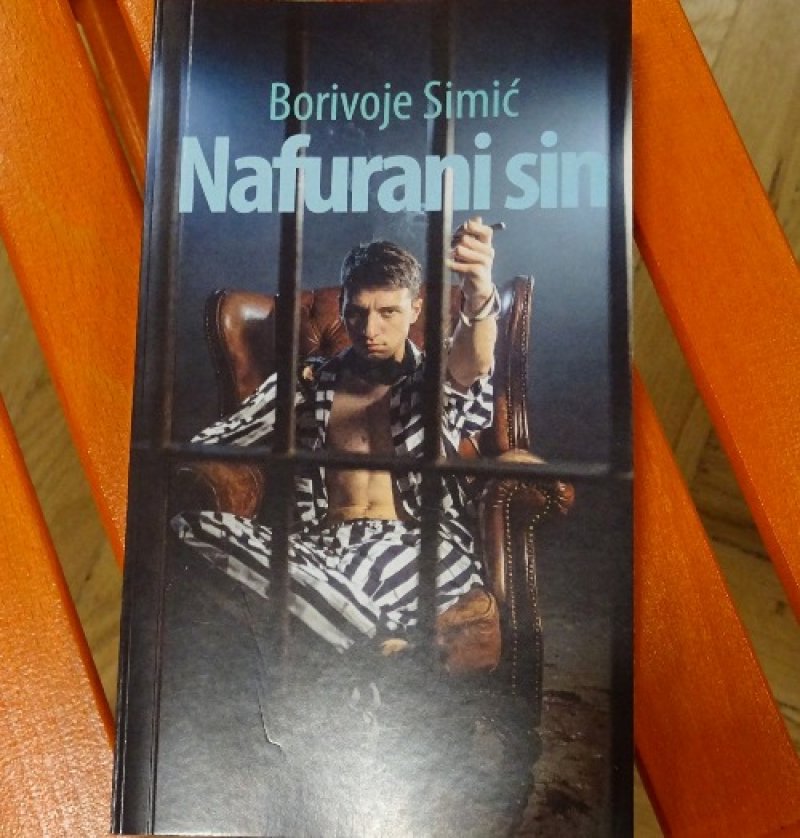 Borivoje Simić
Nafurani sin